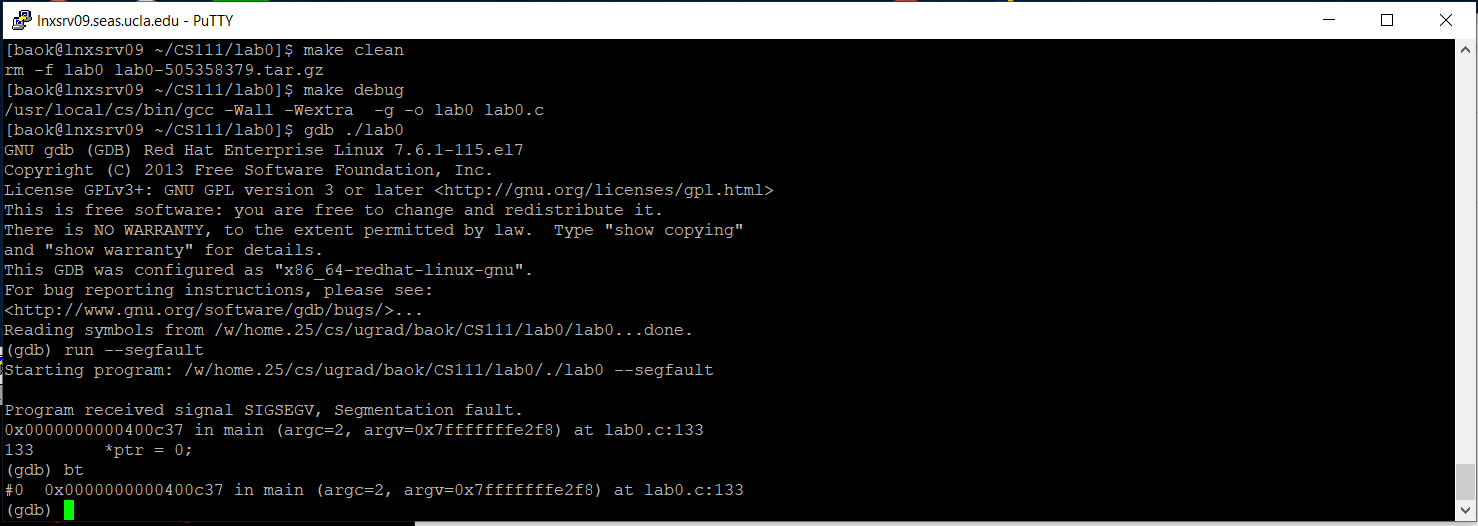 lnxsrv09.seas.ucla.edu - PuTTY
[baok@lnxsrv09 ~/CS111/lab0]$ make clean
rm -f lab0 lab0-505358379.tar.gz
[baok@lnxsrv09 ~/CS111/lab0]$ make debug
/usr/local/cs/bin/gcc -Wall -Wextra  -g -o lab0 lab0.c
[baok@lnxsrv09 ~/CS111/lab0]$ gdb ./lab0
GNU gdb (GDB) Red Hat Enterprise Linux 7.6.1-115.el7
Copyright (C) 2013 Free Software Foundation, Inc.
License GPLv3+: GNU GPL version 3 or later <http://gnu.org/licenses/gpl.html>
This is free software: you are free to change and redistribute it.
There is NO WARRANTY, to the extent permitted by law.  Type "show copying"
and "show warranty" for details.
This GDB was configured as "x86_64-redhat-linux-gnu".
For bug reporting instructions, please see:
<http://www.gnu.org/software/gdb/bugs/>...
Reading symbols from /w/home.25/cs/ugrad/baok/CS111/lab0/lab0...done.
(gdb) run --segfault
Starting program: /w/home.25/cs/ugrad/baok/CS111/lab0/./lab0 --segfault
Program received signal SIGSEGV, Segmentation fault.
0x0000000000400c37 in main (argc=2, argv=0x7fffffffe2f8) at lab0.c:133
133       *ptr = 0;
(gdb) bt
#0  0x0000000000400c37 in main (argc=2, argv=0x7fffffffe2f8) at lab0.c:133
(gdb)